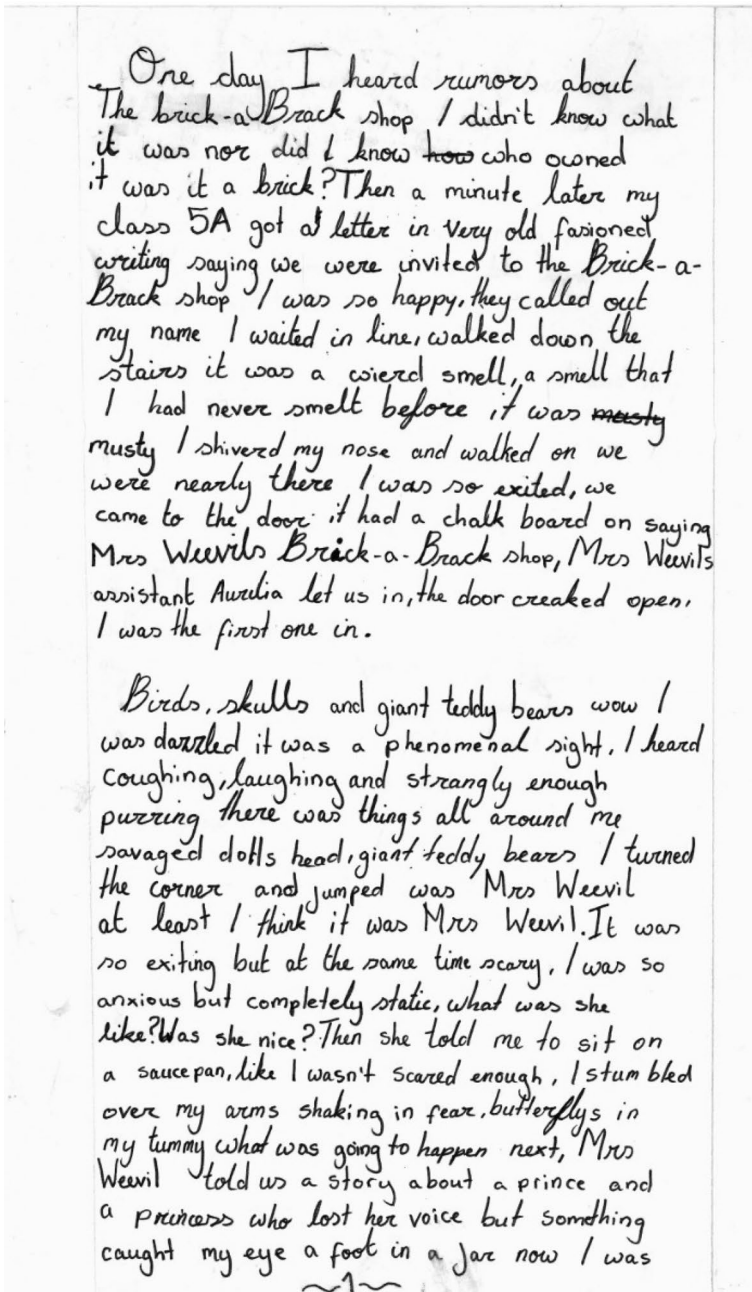 One day I heard rumors about
The brick-a Brack shop I didn't know what
it was nor did I know how who owned
it was it a brick? Then a minute later my
class 5A got a letter in very old fasioned
writing saying we were invited to the Brick-a-
Brack shop I was so happy, they called out
my name I waited in line, walked down the
stairs it was a wierd smell, a smell that
I had never smelt before it was musty
musty I shiverd my nose and walked on we
were nearly there I was so exited, we
came to the door it had a chalk board on saying
Mrs Weevils Brick-a-Brack shop, Mrs Weevils
assistant Aurelia let us in, the door creaked open,
I was the first one in.
Birds, skulls and giant teddy bears wow I
was dazzled it was a phenomenal sight, I heard
coughing, laughing and strangly enough
purring there was things all around me
savaged dolls head, giant teddy bears I turned
the corner and jumped was Mrs Weevil
at least I think it was Mrs Weevil. It was
so exiting but at the same time scary, I was so
anxious but completely static, what was she
like? Was she nice? Then she told me to sit on
a saucepan, like I wasn't scared enough, I stumbled
over my arms shaking in fear, butterflys in
my tummy what was going to happen next, Mrs
Weevil told us a story about a prince and
a princess who lost her voice but something
caught my eye a foot in a jar now I was
~1~